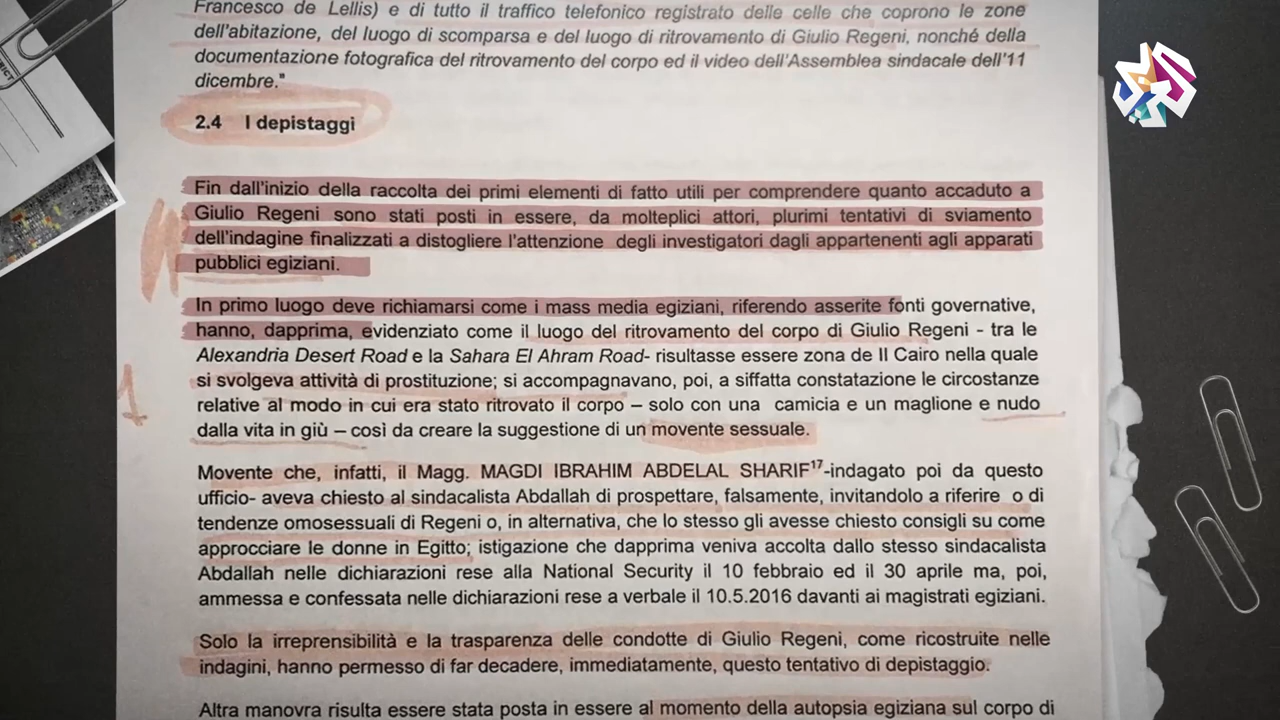 Francesco de Lellis) e di tutto il traffico telefonico registrato delle celle che coprono le zone
dell'abitazione, del luogo di scomparsa e del luogo di ritrovamento di Giulio Regeni, nonché della
documentazione fotografica del ritrovamento del corpo ed il video dell'Assemblea sindacale dell'11
dicembre."
2.4 I depistaggi
Fin dall'inizio della raccolta dei primi elementi di fatto utili per comprendere quanto accaduto a
Giulio Regeni sono stati posti in essere, da molteplici attori, plurimi tentativi di sviamento
dell'indagine finalizzati a distogliere l'attenzione degli investigatori dagli appartenenti agli apparati
pubblici egiziani.
In primo luogo deve richiamarsi come i mass media egiziani, riferendo asserite fonti governative,
hanno, dapprima, evidenziato come il luogo del ritrovamento del corpo di Giulio Regeni - tra le
Alexandria Desert Road e la Sahara El Ahram Road- risultasse essere zona de Il Cairo nella quale
si svolgeva attività di prostituzione; si accompagnavano, poi, a siffatta constatazione le circostanze
relative al modo in cui era stato ritrovato il corpo – solo con una camicia e un maglione e nudo
dalla vita in giù – così da creare la suggestione di un movente sessuale.
Movente che, infatti, il Magg. MAGDI IBRAHIM ABDELAL SHARIF17-indagato poi da questo
ufficio- aveva chiesto al sindacalista Abdallah di prospettare, falsamente, invitandolo a riferire o di
tendenze omosessuali di Regeni o, in alternativa, che lo stesso gli avesse chiesto consigli su come
approcciare le donne in Egitto; istigazione che dapprima veniva accolta dallo stesso sindacalista
Abdallah nelle dichiarazioni rese alla National Security il 10 febbraio ed il 30 aprile ma, poi,
ammessa e confessata nelle dichiarazioni rese a verbale il 10.5.2016 davanti ai magistrati egiziani.
Solo la irreprensibilità e la trasparenza delle condotte di Giulio Regeni, come ricostruite nelle
indagini, hanno permesso di far decadere, immediatamente, questo tentativo di depistaggio.
Altra manovra risulta essere stata posta in essere al momento della autopsia egiziana sul corpo di